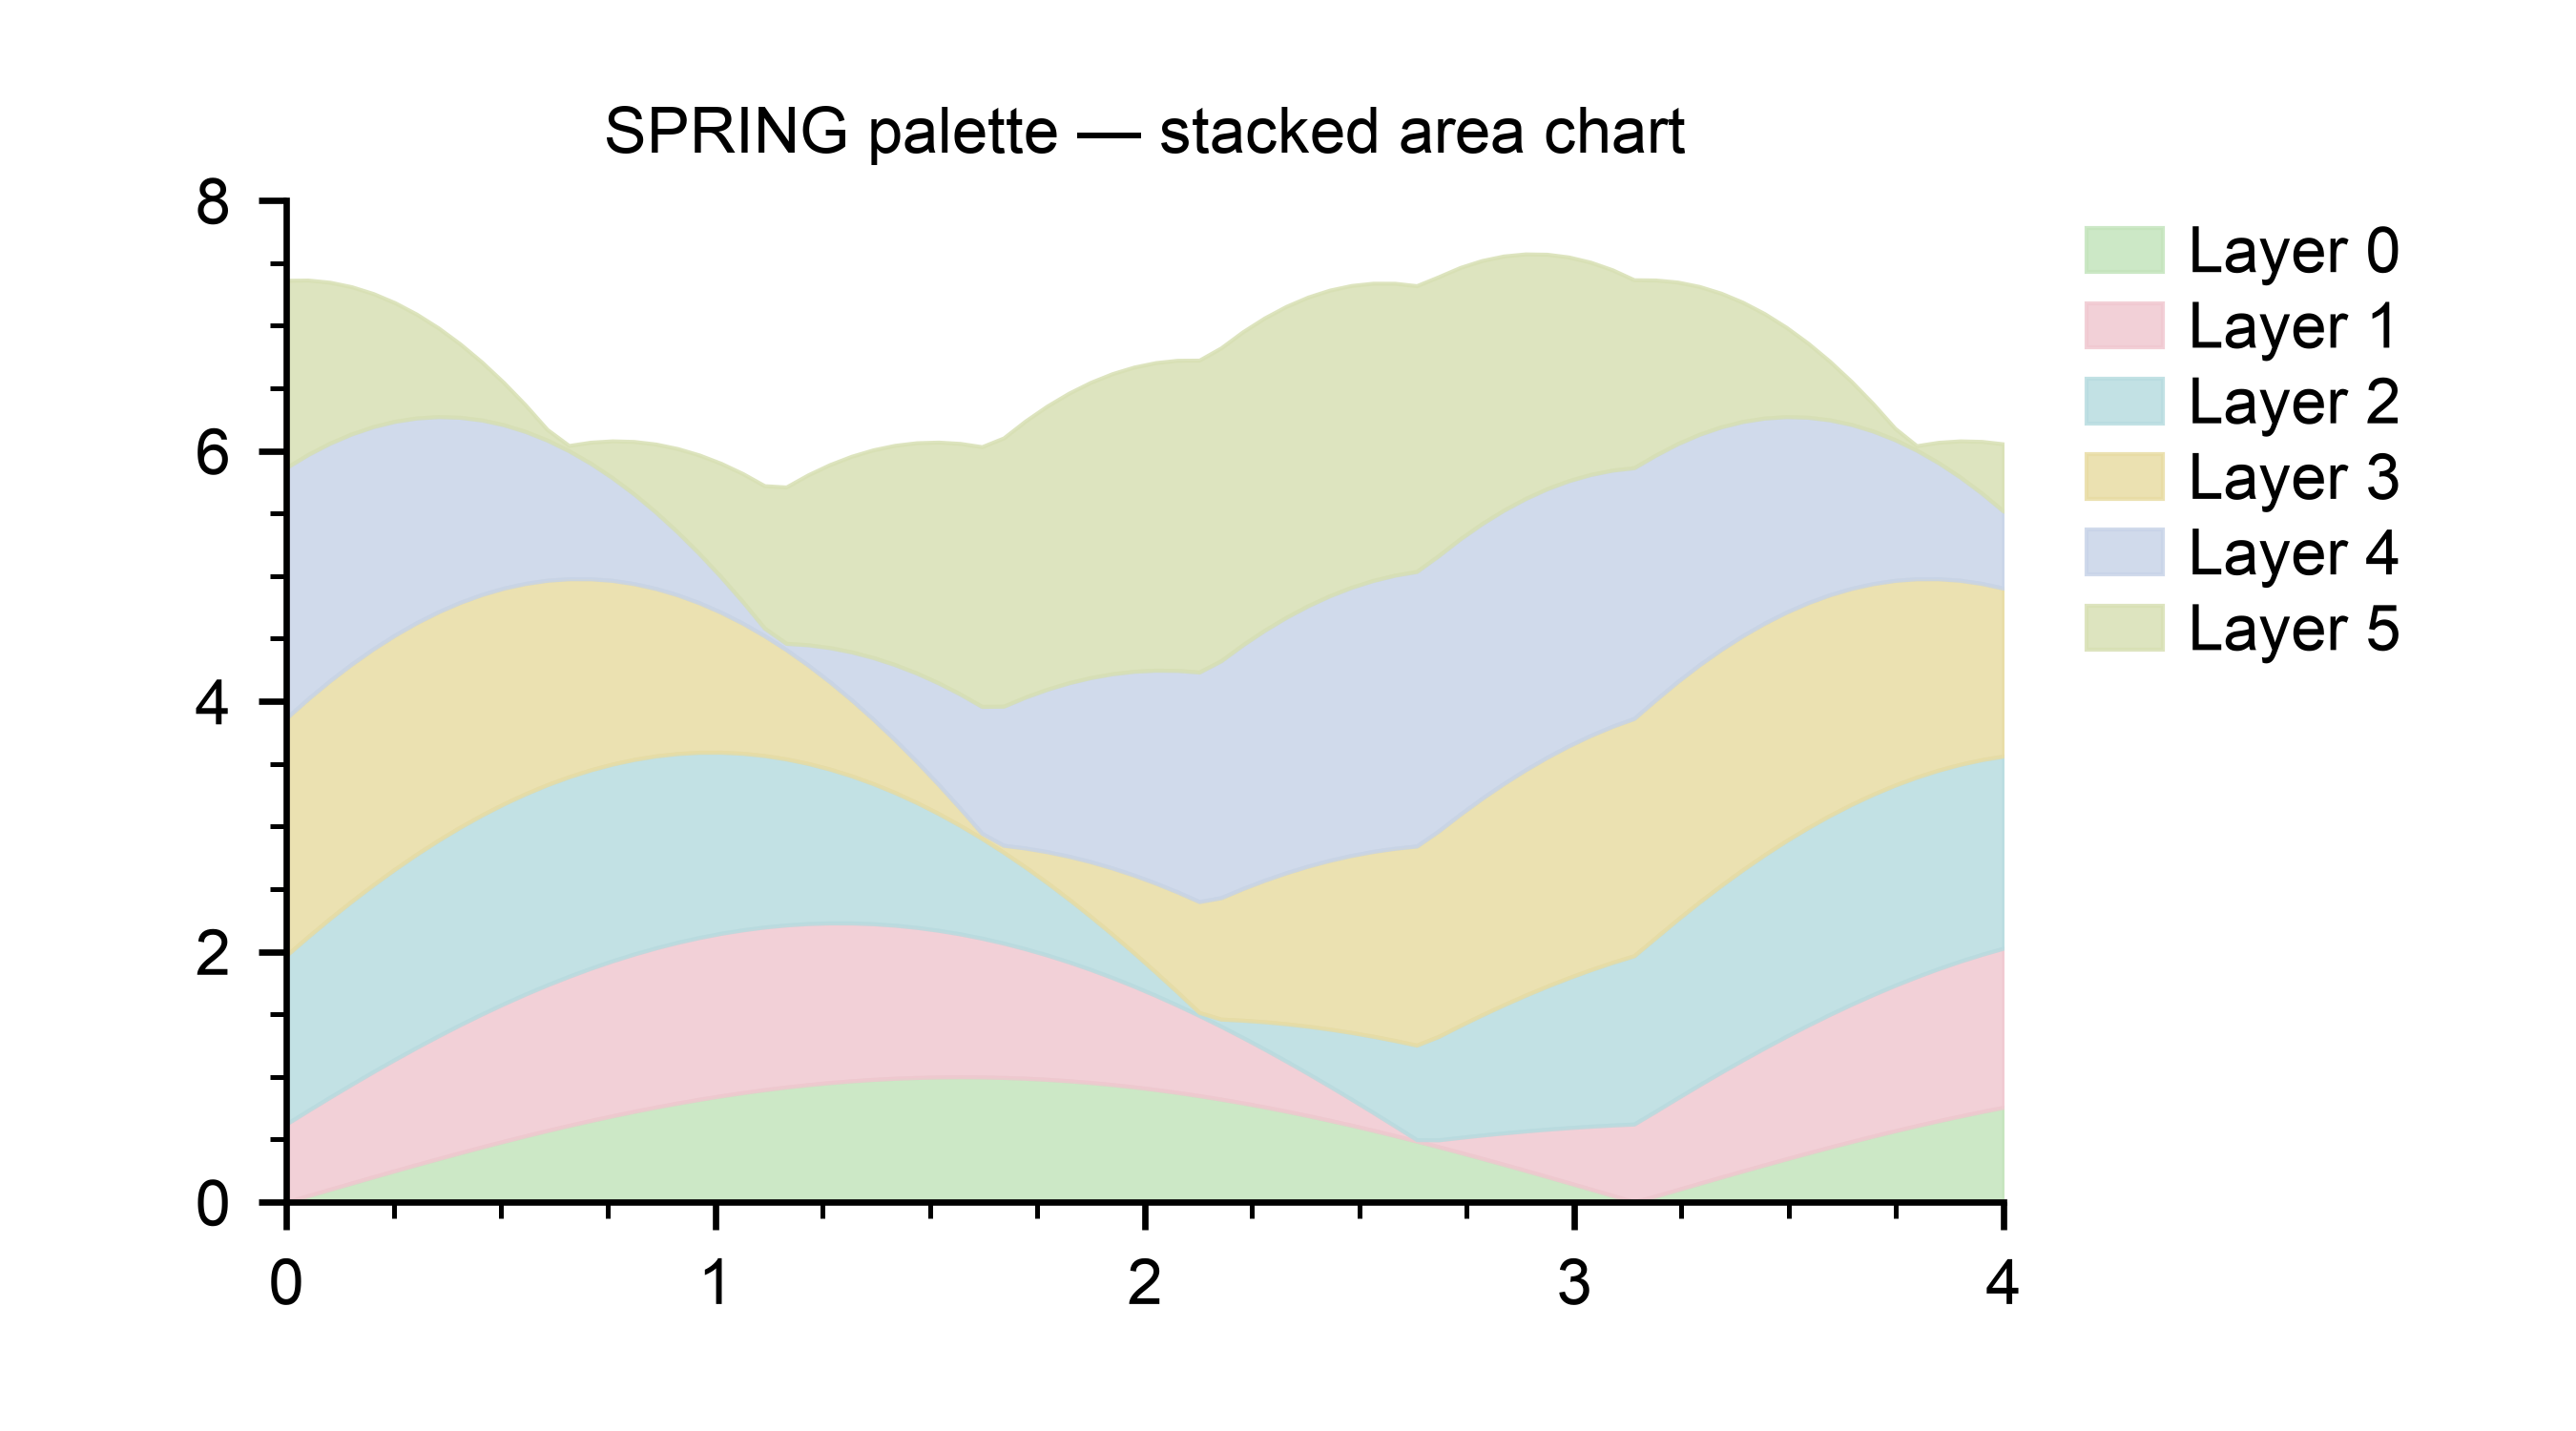 SPRING palette — stacked area chart
8
6
4
2
0
0 1 2 3 4
Layer 0
Layer 1
Layer 2
Layer 3
Layer 4
Layer 5